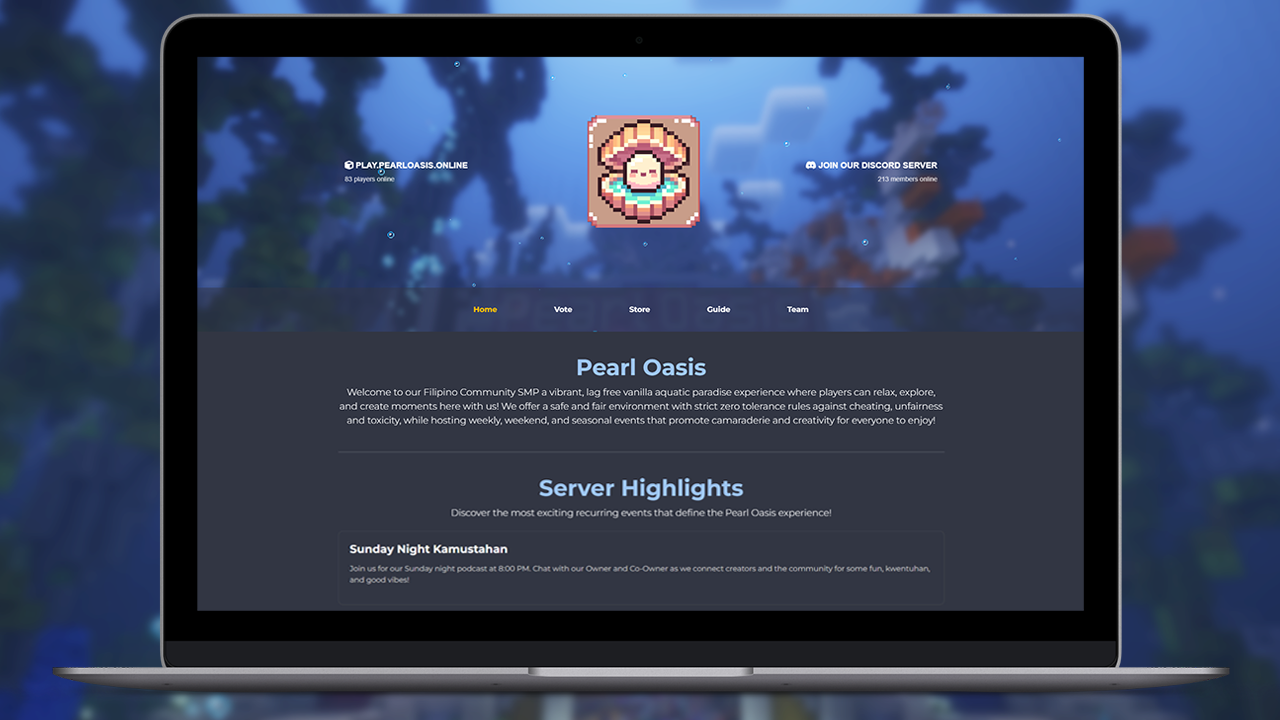 PLAY.PEARLOASIS.ONLINE
83 players online
JOIN OUR DISCORD SERVER
213 members online
Home Vote Store Guide Team
Pearl Oasis
Welcome to our Filipino Community SMP a vibrant, lag free vanilla aquatic paradise experience where players can relax, explore,
and create moments here with us! We offer a safe and fair environment with strict zero tolerance rules against cheating, unfairness
and toxicity, while hosting weekly, weekend, and seasonal events that promote camaraderie and creativity for everyone to enjoy!
Server Highlights
Discover the most exciting recurring events that define the Pearl Oasis experience!
Sunday Night Kamustahan
Join us for our Sunday night podcast at 8:00 PM. Chat with our Owner and Co-Owner as we connect creators and the community for some fun, kwentuhan,
and good vibes!